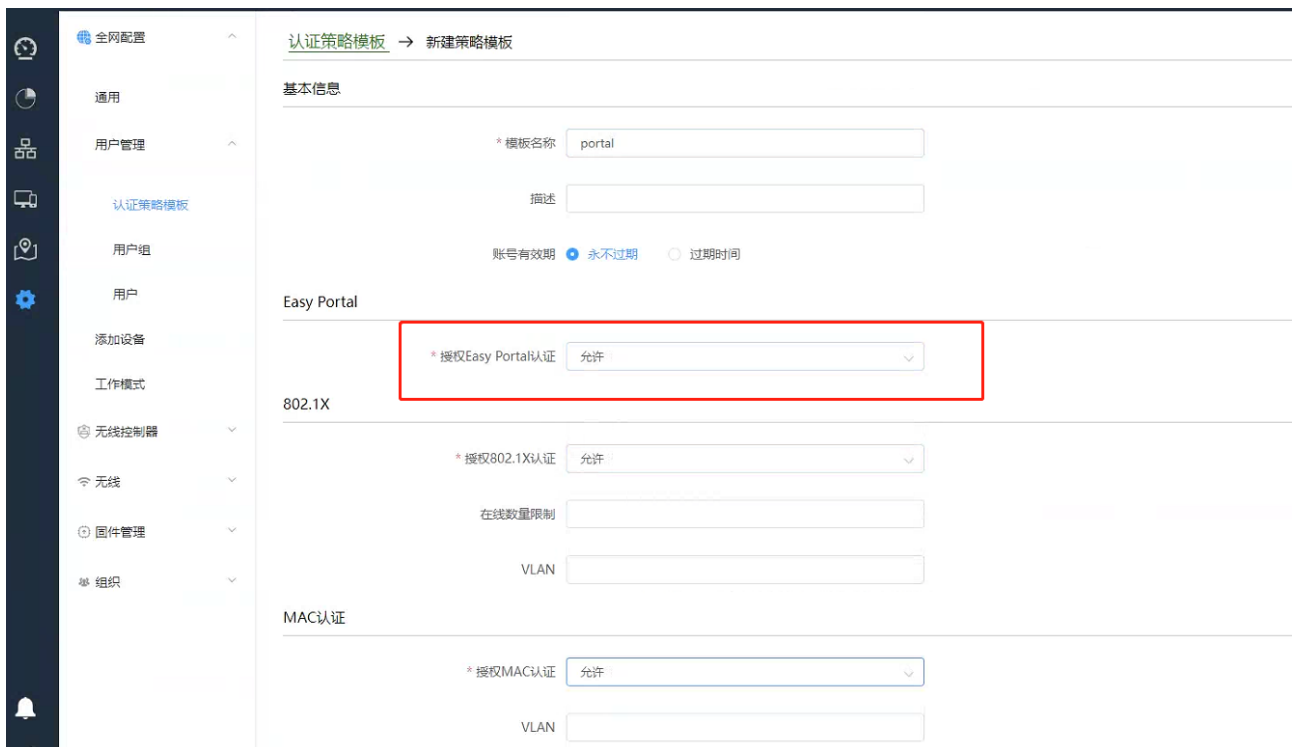 全网配置
通用
用户管理
认证策略模板
用户组
用户
添加设备
工作模式
无线控制器
无线
固件管理
组织
认证策略模板 → 新建策略模板
基本信息
* 模板名称 portal
描述
账号有效期 永不过期 过期时间
Easy Portal
* 授权Easy Portal认证 允许
802.1X
* 授权802.1X认证 允许
在线数量限制
VLAN
MAC认证
* 授权MAC认证 允许
VLAN